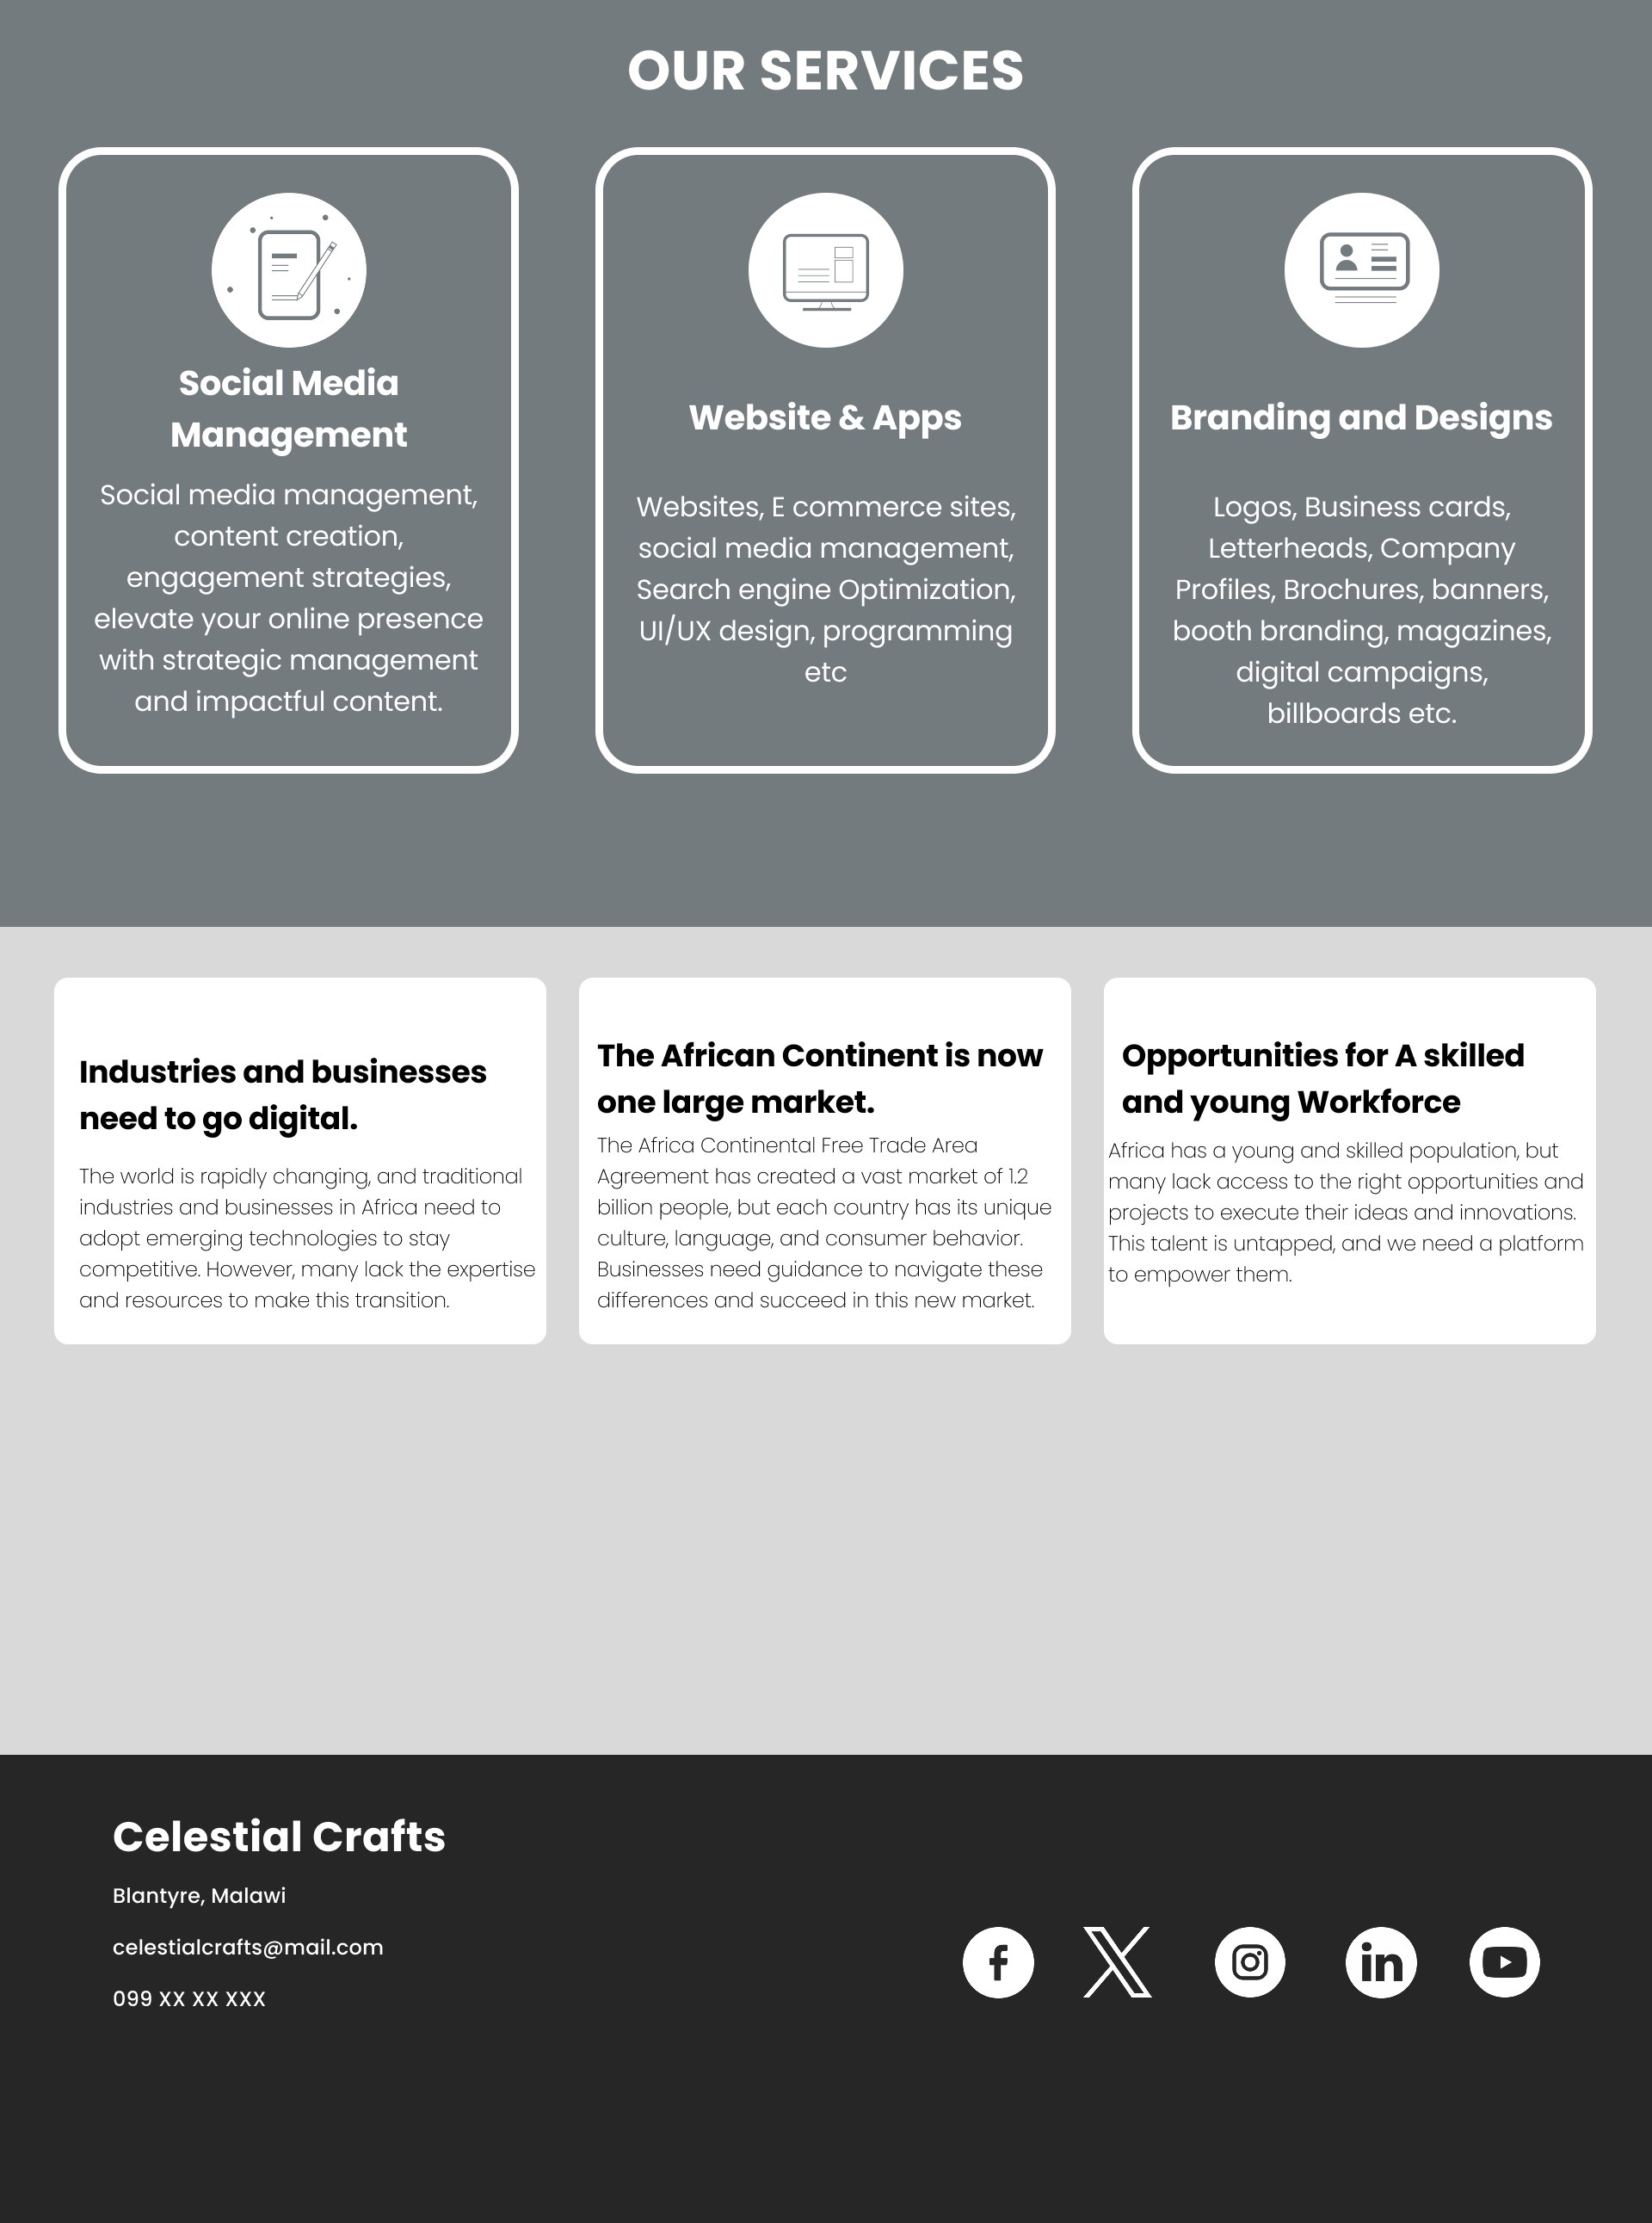 OUR SERVICES
Social Media
Management
Social media management,
content creation,
engagement strategies,
elevate your online presence
with strategic management
and impactful content.
Website & Apps
Websites, E commerce sites,
social media management,
Search engine Optimization,
UI/UX design, programming
etc
Branding and Designs
Logos, Business cards,
Letterheads, Company
Profiles, Brochures, banners,
booth branding, magazines,
digital campaigns,
billboards etc.
Industries and businesses
need to go digital.
The world is rapidly changing, and traditional
industries and businesses in Africa need to
adopt emerging technologies to stay
competitive. However, many lack the expertise
and resources to make this transition.
The African Continent is now
one large market.
The Africa Continental Free Trade Area
Agreement has created a vast market of 1.2
billion people, but each country has its unique
culture, language, and consumer behavior.
Businesses need guidance to navigate these
differences and succeed in this new market.
Opportunities for A skilled
and young Workforce
Africa has a young and skilled population, but
many lack access to the right opportunities and
projects to execute their ideas and innovations.
This talent is untapped, and we need a platform
to empower them.
Celestial Crafts
Blantyre, Malawi
celestialcrafts@mail.com
099 XX XX XXX